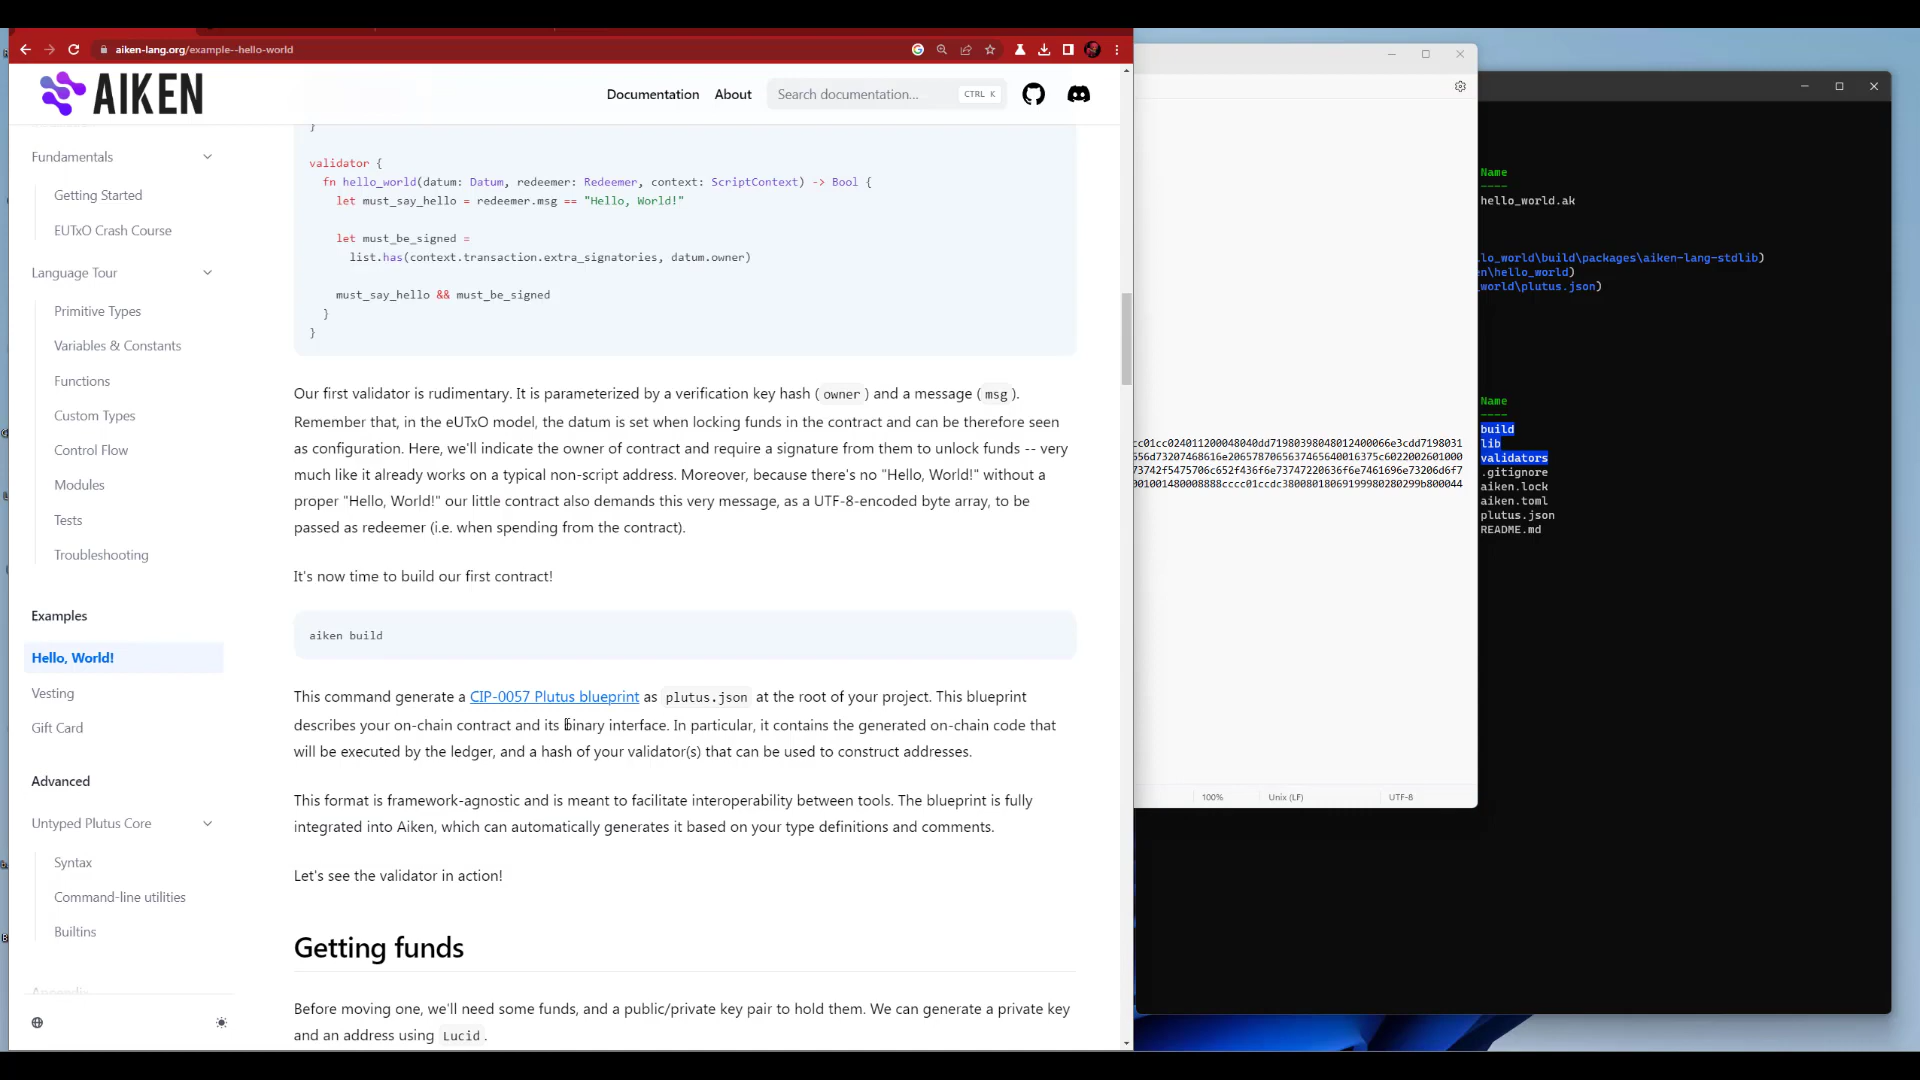 aiken-lang.org/example--hello-world
AIKEN
Documentation
About
Search documentation...
CTRL K
Fundamentals
Getting Started
EUTxO Crash Course
Language Tour
Primitive Types
Variables & Constants
Functions
Custom Types
Control Flow
Modules
Tests
Troubleshooting
Examples
Hello, World!
Vesting
Gift Card
Advanced
Untyped Plutus Core
Syntax
Command-line utilities
Builtins
}
validator {
fn hello_world(datum: Datum, redeemer: Redeemer, context: ScriptContext) -> Bool {
let must_say_hello = redeemer.msg == "Hello, World!"
let must_be_signed =
list.has(context.transaction.extra_signatories, datum.owner)
must_say_hello && must_be_signed
}
}
Our first validator is rudimentary. It is parameterized by a verification key hash ( owner ) and a message ( msg ).
Remember that, in the eUTxO model, the datum is set when locking funds in the contract and can be therefore seen
as configuration. Here, we'll indicate the owner of contract and require a signature from them to unlock funds -- very
much like it already works on a typical non-script address. Moreover, because there's no "Hello, World!" without a
proper "Hello, World!" our little contract also demands this very message, as a UTF-8-encoded byte array, to be
passed as redeemer (i.e. when spending from the contract).
It's now time to build our first contract!
aiken build
This command generate a CIP-0057 Plutus blueprint as plutus.json at the root of your project. This blueprint
describes your on-chain contract and its binary interface. In particular, it contains the generated on-chain code that
will be executed by the ledger, and a hash of your validator(s) that can be used to construct addresses.
This format is framework-agnostic and is meant to facilitate interoperability between tools. The blueprint is fully
integrated into Aiken, which can automatically generates it based on your type definitions and comments.
Let's see the validator in action!
Getting funds
Before moving one, we'll need some funds, and a public/private key pair to hold them. We can generate a private key
and an address using Lucid .
100%
Unix (LF)
UTF-8
Name
----
hello_world.ak
lo_world\build\packages\aiken-lang-stdlib)
en\hello_world)
_world\plutus.json)
Name
----
build
lib
validators
.gitignore
aiken.lock
aiken.toml
plutus.json
README.md